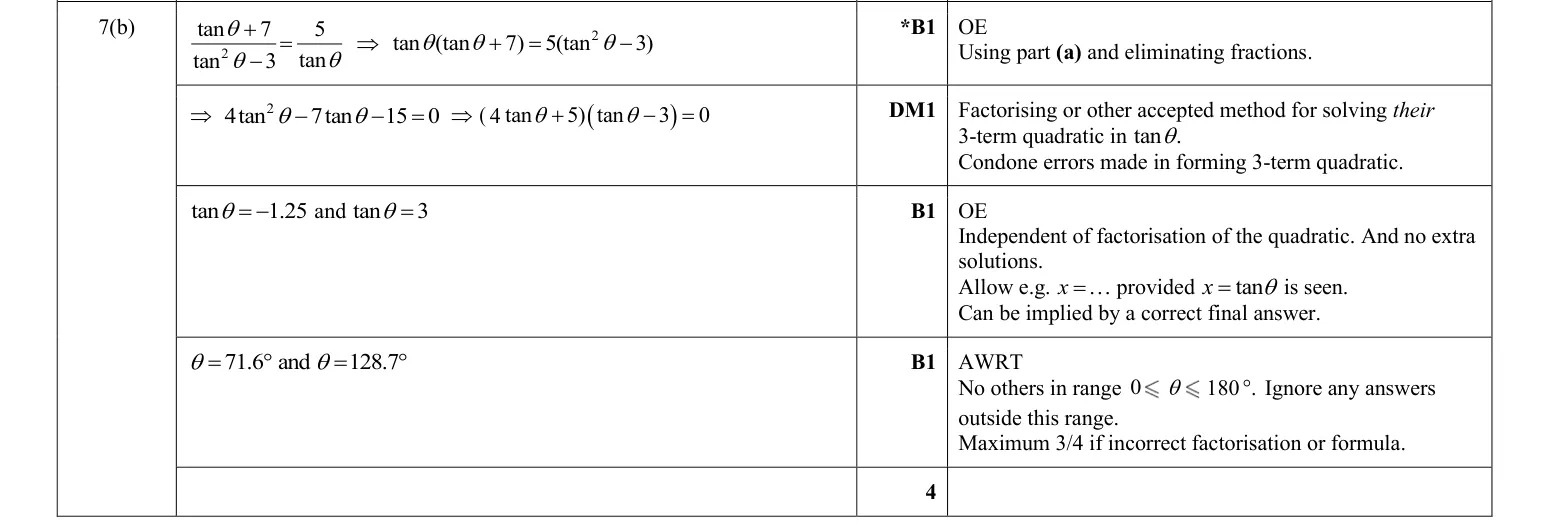 7(b)
tan θ + 7 / tan² θ − 3 = 5 / tan θ ⇒ tan θ(tan θ + 7) = 5(tan² θ − 3)
*B1
OE
Using part (a) and eliminating fractions.
⇒ 4 tan² θ − 7 tan θ − 15 = 0 ⇒ (4 tan θ + 5)(tan θ − 3) = 0
DM1
Factorising or other accepted method for solving their
3-term quadratic in tan θ.
Condone errors made in forming 3-term quadratic.
tan θ = −1.25 and tan θ = 3
B1
OE
Independent of factorisation of the quadratic. And no extra
solutions.
Allow e.g. x = … provided x = tan θ is seen.
Can be implied by a correct final answer.
θ = 71.6° and θ = 128.7°
B1
AWRT
No others in range 0 ⩽ θ ⩽ 180°. Ignore any answers
outside this range.
Maximum 3/4 if incorrect factorisation or formula.
4